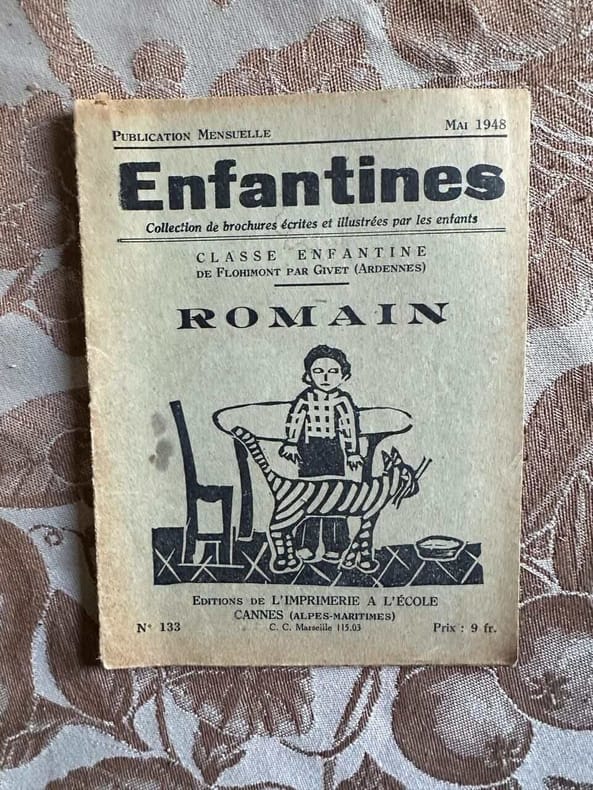 PUBLICATION MENSUELLE MAI 1948
Enfantines
Collection de brochures écrites et illustrées par les enfants
CLASSE ENFANTINE
DE FLOHIMONT PAR GIVET (ARDENNES)
ROMAIN
EDITIONS DE L'IMPRIMERIE A L'ÉCOLE
CANNES (ALPES-MARITIMES)
N° 133 C. C. Marseille 115.03 Prix : 9 fr.